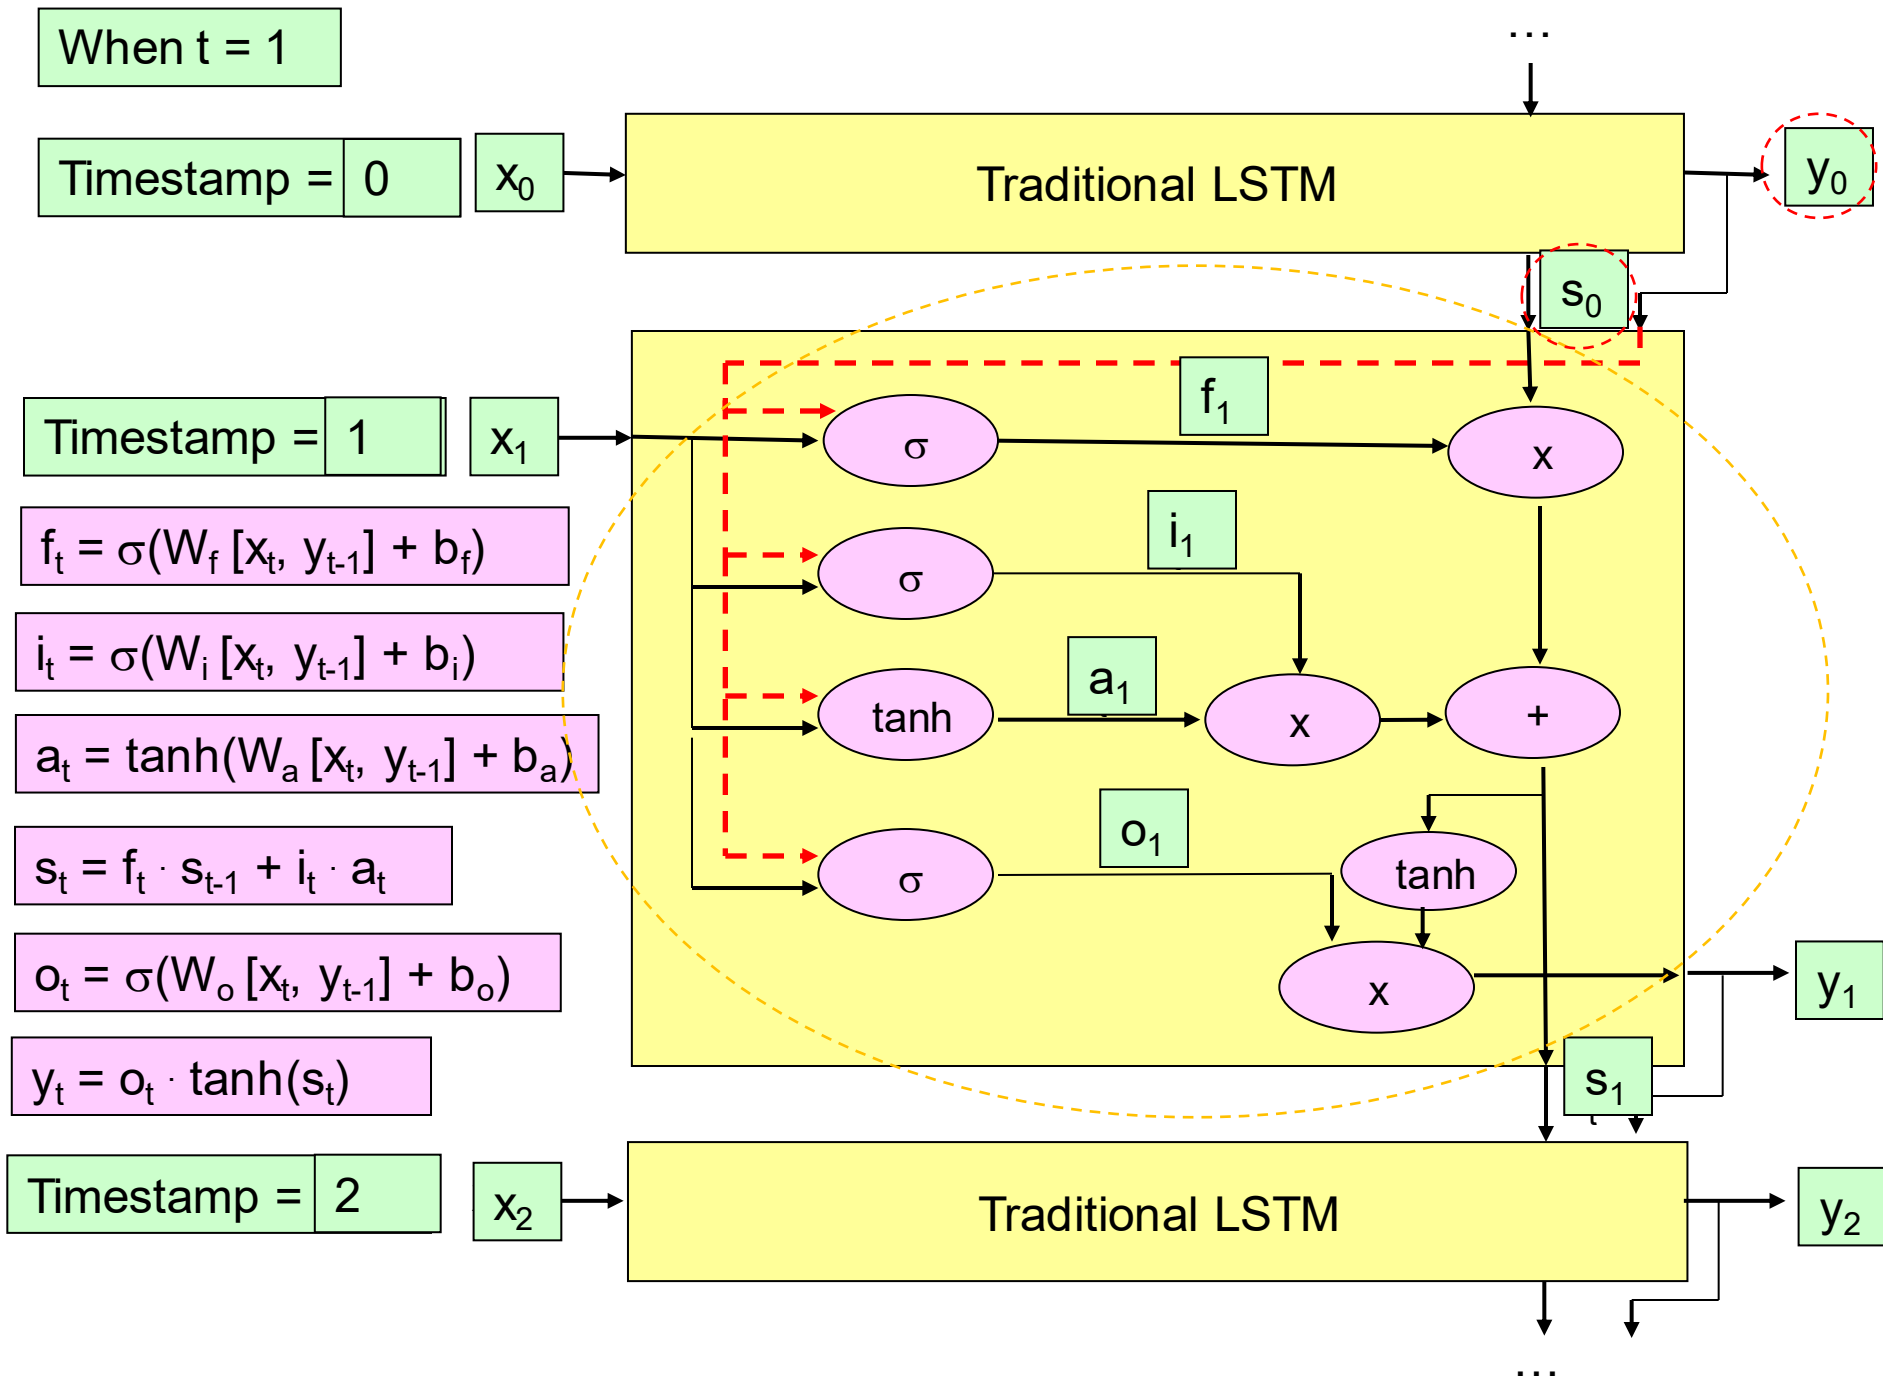 When t = 1
...
Timestamp = 0
x₀
Traditional LSTM
y₀
s₀
Timestamp = 1
x₁
σ
f₁
x
fₜ = σ(W_f [xₜ, yₜ₋₁] + b_f)
σ
i₁
iₜ = σ(Wᵢ [xₜ, yₜ₋₁] + bᵢ)
tanh
a₁
x
+
aₜ = tanh(Wₐ [xₜ, yₜ₋₁] + bₐ)
σ
o₁
tanh
sₜ = fₜ · sₜ₋₁ + iₜ · aₜ
oₜ = σ(Wₒ [xₜ, yₜ₋₁] + bₒ)
x
y₁
yₜ = oₜ · tanh(sₜ)
s₁
Timestamp = 2
x₂
Traditional LSTM
y₂
...